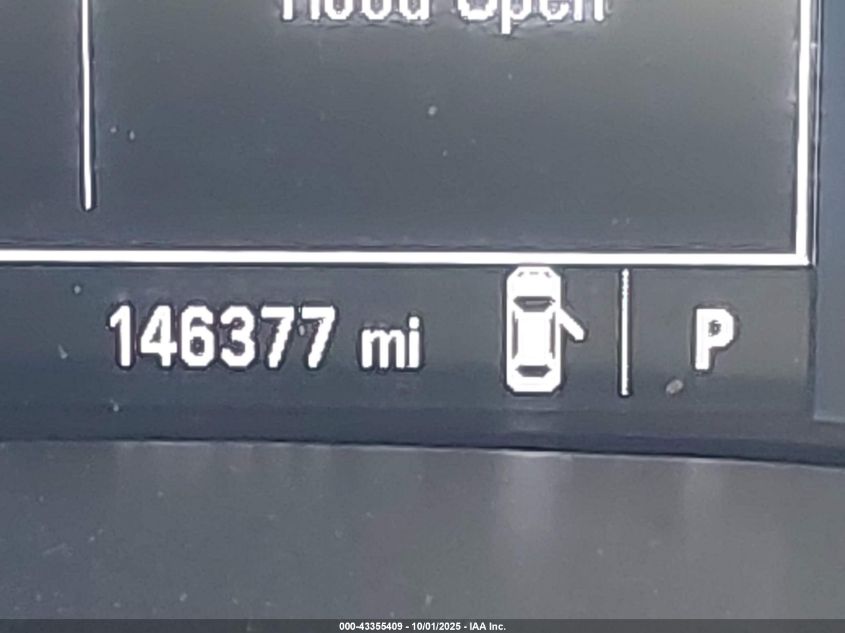 Hood Open
146377 mi
P
000-43355409 - 10/01/2025 - IAA Inc.